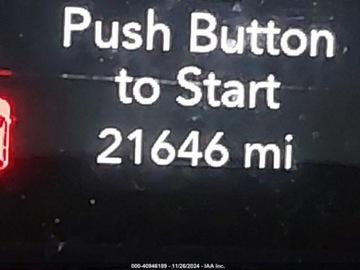 Push Button
to Start
21646 mi
000-40946189 - 11/26/2024 - IAA Inc.